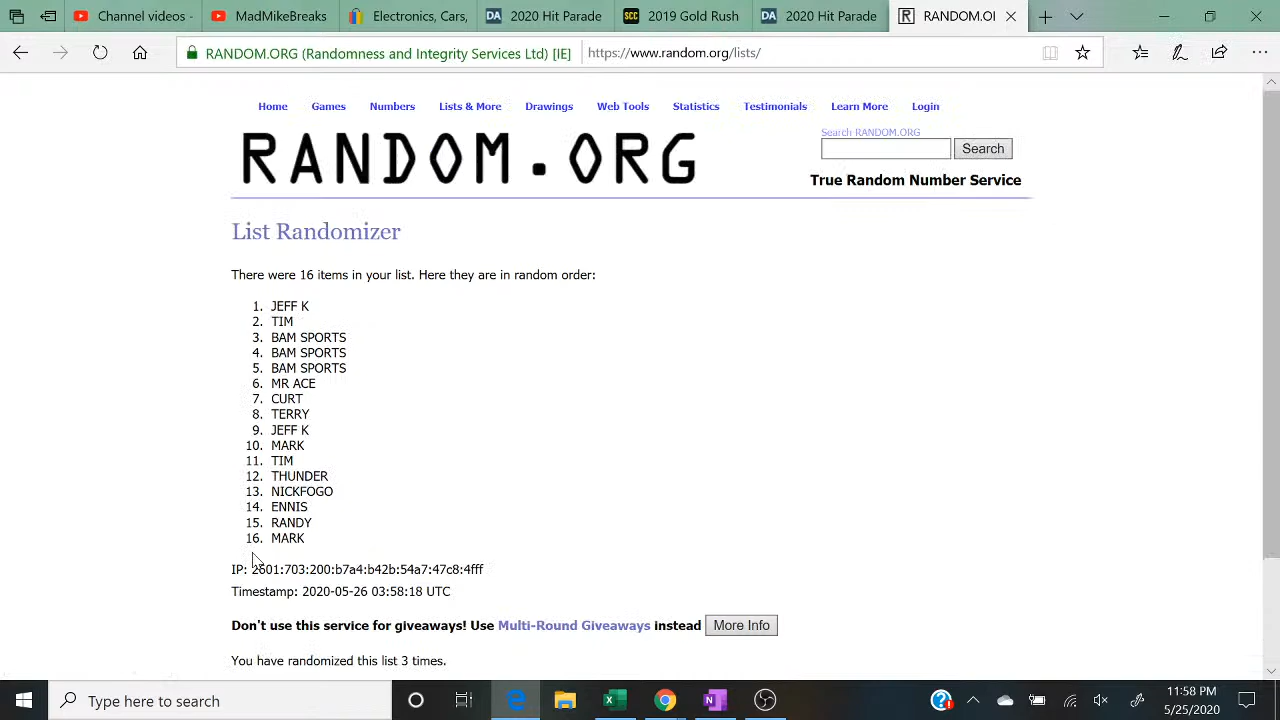 Channel videos -
MadMikeBreaks
Electronics, Cars,
DA 2020 Hit Parade
SCC 2019 Gold Rush
DA 2020 Hit Parade
R RANDOM.OI
RANDOM.ORG (Randomness and Integrity Services Ltd) [IE]
https://www.random.org/lists/
Home Games Numbers Lists & More Drawings Web Tools Statistics Testimonials Learn More Login
RANDOM.ORG
Search RANDOM.ORG
Search
True Random Number Service
List Randomizer
There were 16 items in your list. Here they are in random order:
1. JEFF K
2. TIM
3. BAM SPORTS
4. BAM SPORTS
5. BAM SPORTS
6. MR ACE
7. CURT
8. TERRY
9. JEFF K
10. MARK
11. TIM
12. THUNDER
13. NICKFOGO
14. ENNIS
15. RANDY
16. MARK
IP: 2601:703:200:b7a4:b42b:54a7:47c8:4fff
Timestamp: 2020-05-26 03:58:18 UTC
Don't use this service for giveaways! Use Multi-Round Giveaways instead More Info
You have randomized this list 3 times.
Type here to search
11:58 PM
5/25/2020